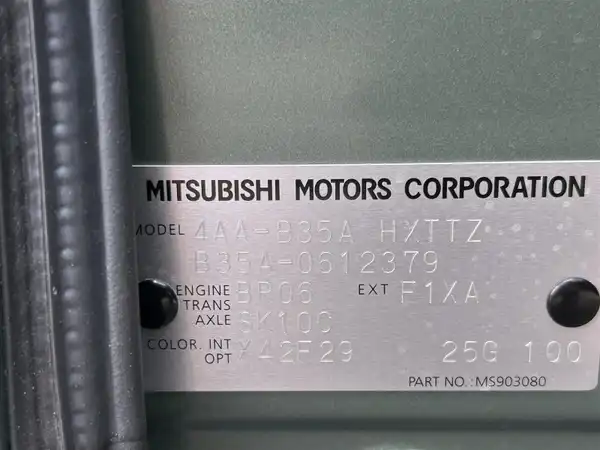 MITSUBISHI MOTORS CORPORATION
MODEL 4AA-B35A HXTTZ
B35A-0612379
ENGINE BP06 EXT F1XA
TRANS
AXLE SK10C
COLOR. INT X42F29 25G 100
OPT
PART NO.: MS903080